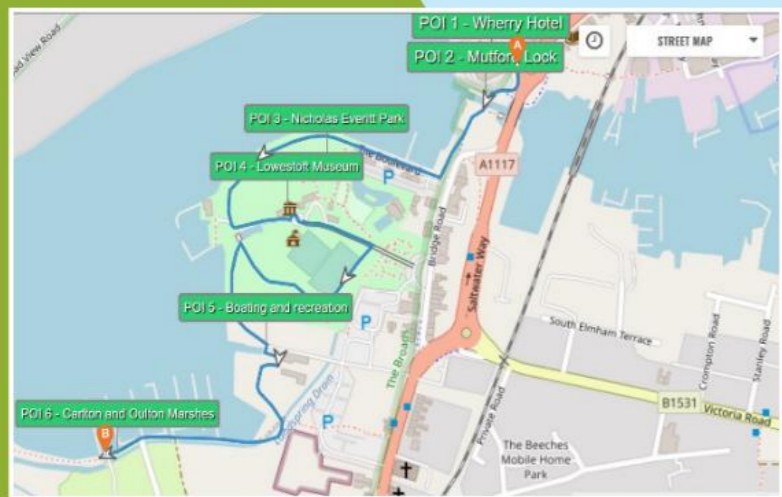 POI 1 - Wherry Hotel
POI 2 - Mutford Lock
STREET MAP
POI 3 - Nicholas Everitt Park
The Boulevard
A1117
POI 4 - Lowestoft Museum
P
Bridge Road
Saltwater Way
POI 5 - Boating and recreation
P
South Elmham Terrace
Crompton Road
Stanley Road
The Broads
B1531
Victoria Road
Private Road
POI 6 - Carlton and Oulton Marshes
P
A
B
The Beeches
Mobile Home
Park